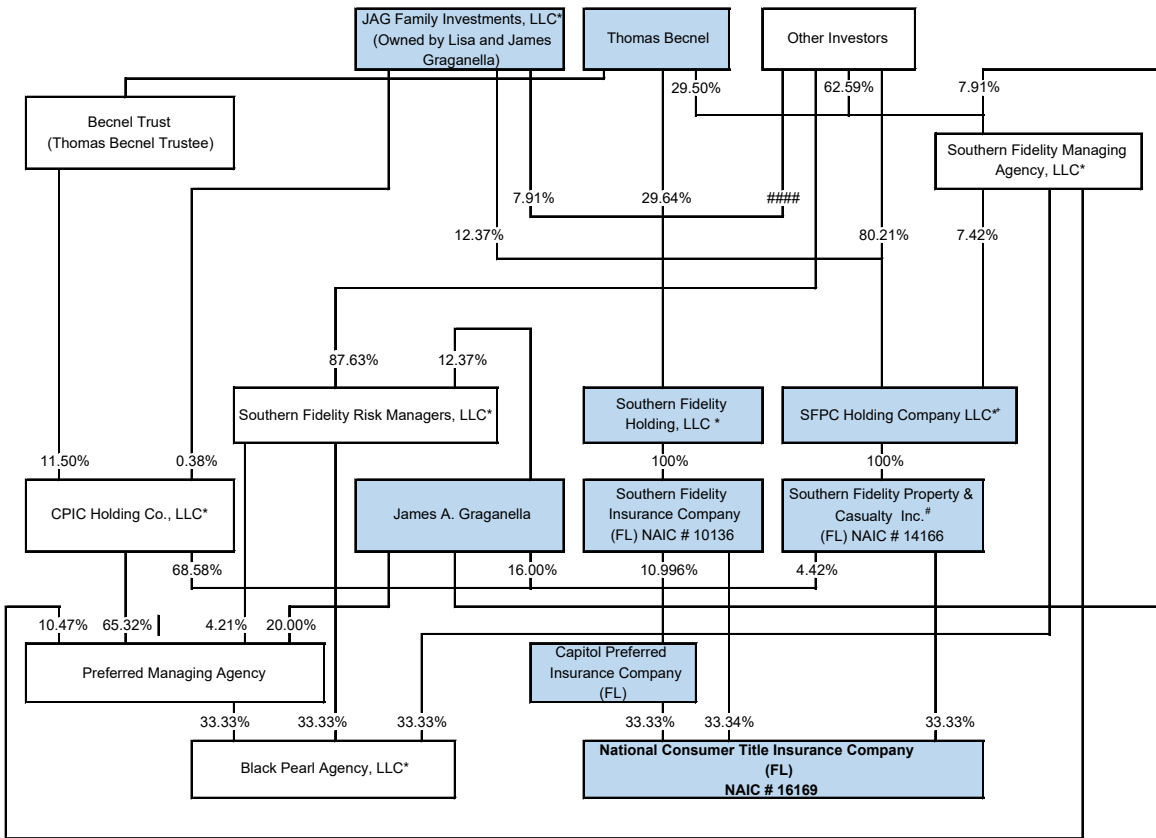 JAG Family Investments, LLC*
(Owned by Lisa and James
Graganella)
Thomas Becnel
Other Investors
29.50%
62.59%
7.91%
Becnel Trust
(Thomas Becnel Trustee)
Southern Fidelity Managing
Agency, LLC*
7.91%
29.64%
####
12.37%
80.21%
7.42%
87.63%
12.37%
Southern Fidelity Risk Managers, LLC*
Southern Fidelity
Holding, LLC *
SFPC Holding Company LLC*⁺
11.50%
0.38%
100%
100%
CPIC Holding Co., LLC*
James A. Graganella
Southern Fidelity
Insurance Company
(FL) NAIC # 10136
Southern Fidelity Property &
Casualty Inc.#
(FL) NAIC # 14166
68.58%
16.00%
10.996%
4.42%
10.47%
65.32%
4.21%
20.00%
Preferred Managing Agency
Capitol Preferred
Insurance Company
(FL)
33.33%
33.33%
33.33%
33.33%
33.34%
33.33%
Black Pearl Agency, LLC*
National Consumer Title Insurance Company
(FL)
NAIC # 16169